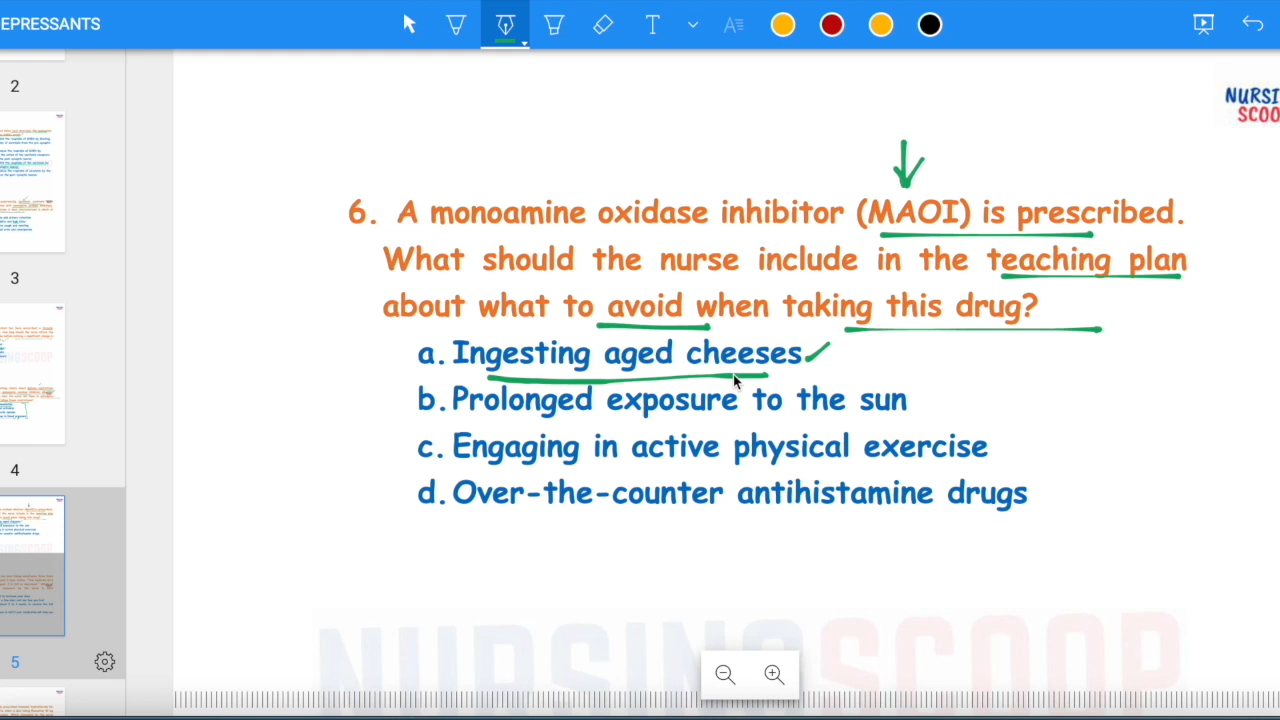 EPRESSANTS
T
2
NURSI
SCOO
6. A monoamine oxidase inhibitor (MAOI) is prescribed.
What should the nurse include in the teaching plan
about what to avoid when taking this drug?
a. Ingesting aged cheeses
b. Prolonged exposure to the sun
c. Engaging in active physical exercise
d. Over-the-counter antihistamine drugs
3
4
5
NURSINGSCOOP